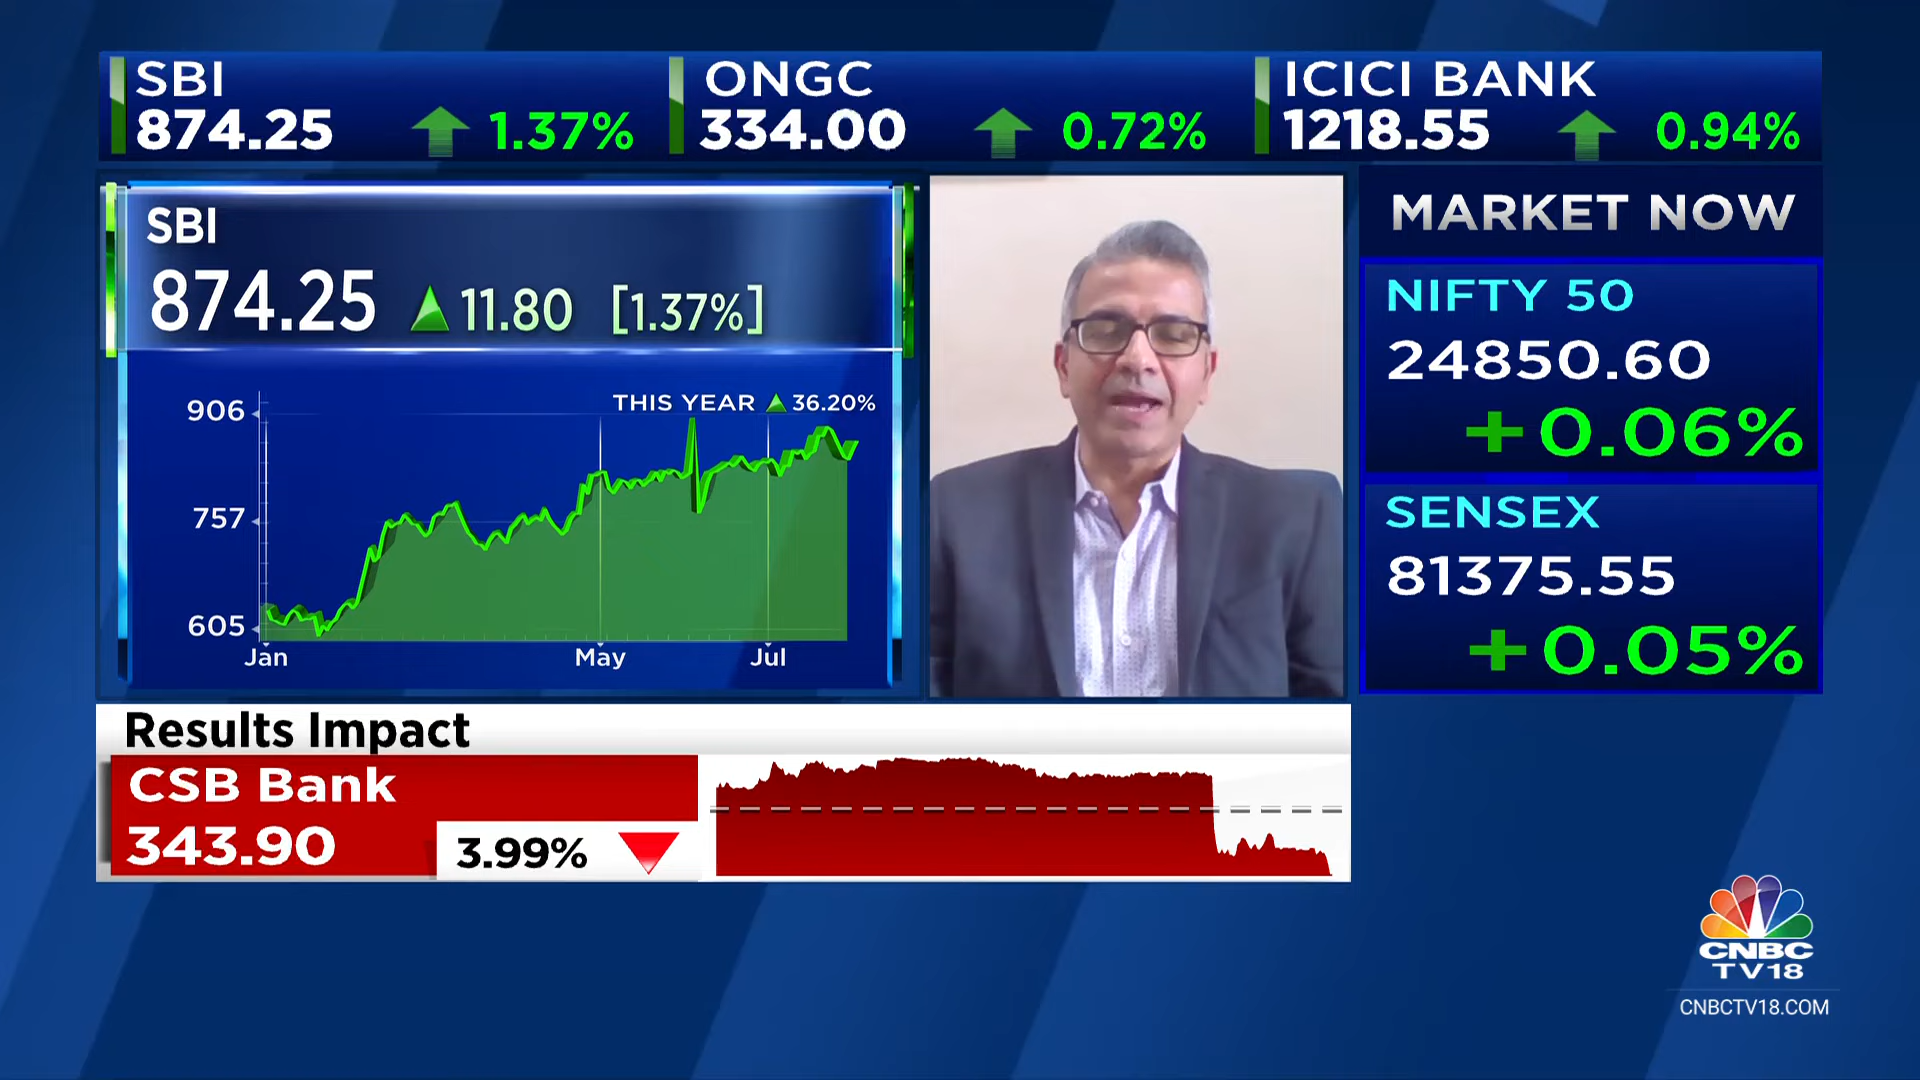 SBI
874.25 1.37%
ONGC
334.00 0.72%
ICICI BANK
1218.55 0.94%
SBI
874.25 11.80 [1.37%]
THIS YEAR 36.20%
906
757
605
Jan May Jul
MARKET NOW
NIFTY 50
24850.60
+0.06%
SENSEX
81375.55
+0.05%
Results Impact
CSB Bank
343.90
3.99%
CNBC
TV18
CNBCTV18.COM